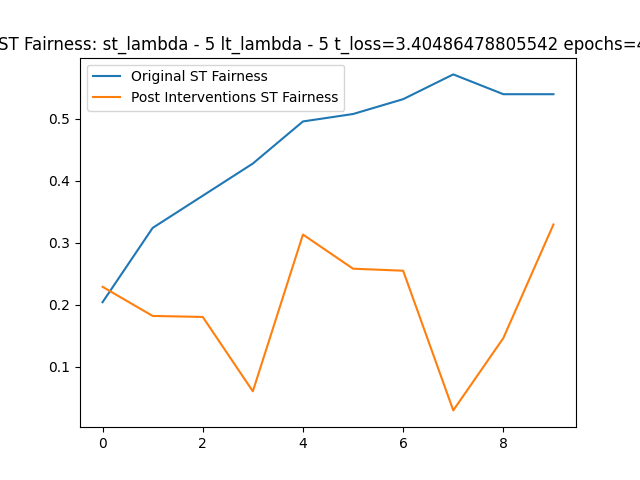 ST Fairness: st_lambda - 5 lt_lambda - 5 t_loss=3.40486478805542 epochs=4
Original ST Fairness
Post Interventions ST Fairness
0.5
0.4
0.3
0.2
0.1
0 2 4 6 8